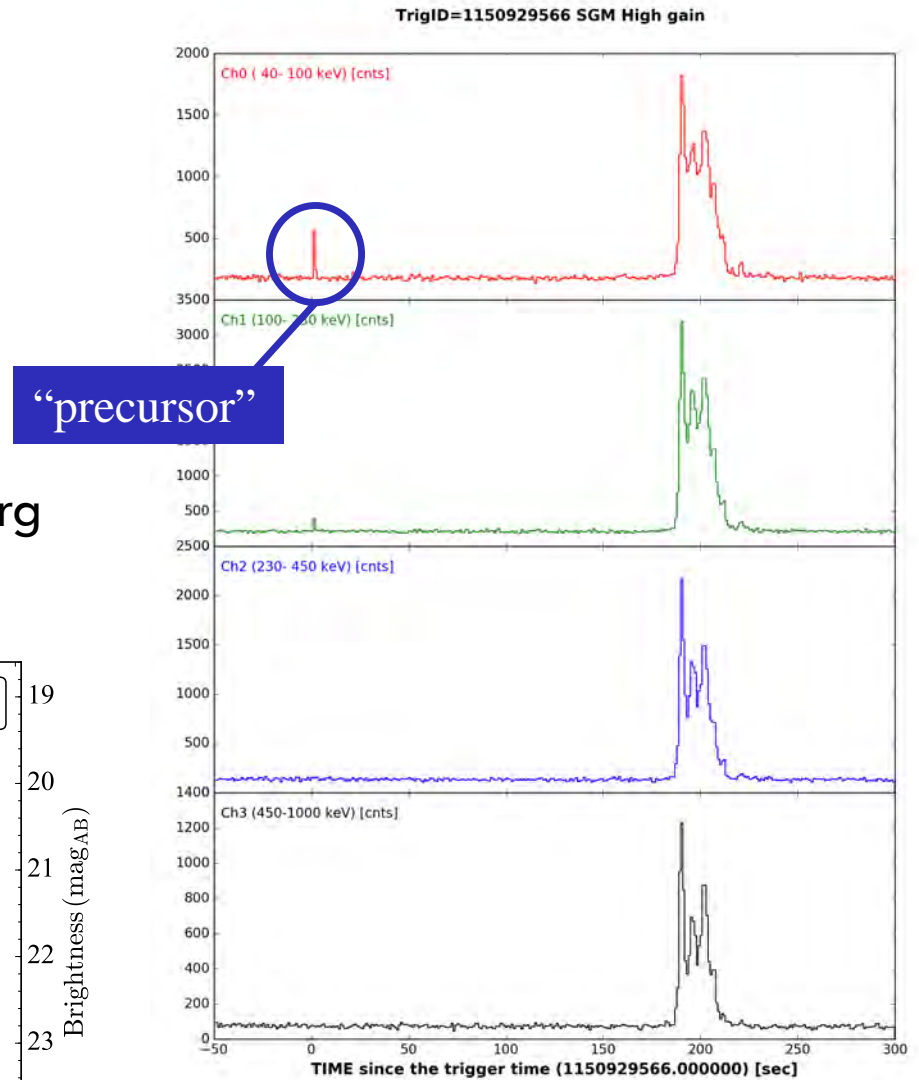 TrigID=1150929566 SGM High gain
2000
Ch0 ( 40- 100 keV) [cnts]
1500
1000
500
3500
Ch1 (100- 230 keV) [cnts]
3000
“precursor”
1000
500
2500
rg
Ch2 (230- 450 keV) [cnts]
2000
1500
1000
500
1400
Ch3 (450-1000 keV) [cnts]
1200
1000
800
600
400
200
0
−50 0 50 100 150 200 250 300
TIME since the trigger time (1150929566.000000) [sec]
19
20
21
22
23
Brightness (mag AB)